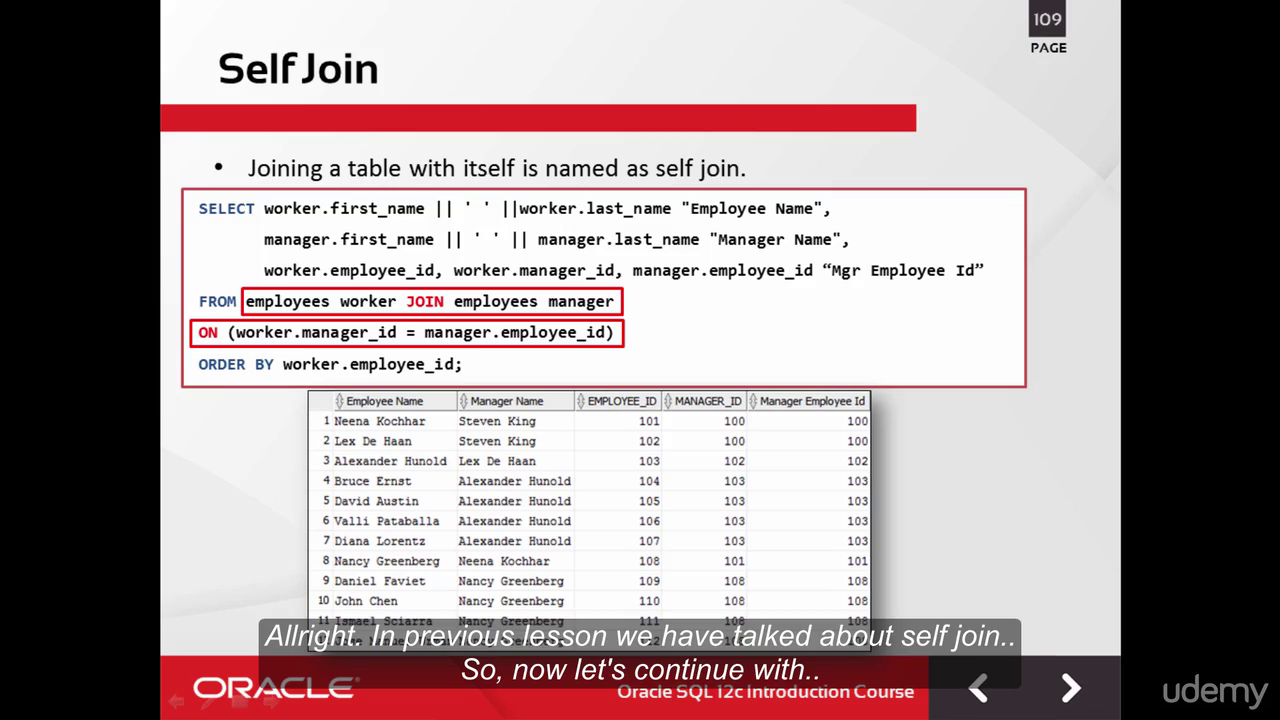 109
PAGE
Self Join
• Joining a table with itself is named as self join.
SELECT worker.first_name || ' ' ||worker.last_name "Employee Name",
manager.first_name || ' ' || manager.last_name "Manager Name",
worker.employee_id, worker.manager_id, manager.employee_id “Mgr Employee Id”
FROM employees worker JOIN employees manager
ON (worker.manager_id = manager.employee_id)
ORDER BY worker.employee_id;
Employee Name Manager Name EMPLOYEE_ID MANAGER_ID Manager Employee Id
1 Neena Kochhar Steven King 101 100 100
2 Lex De Haan Steven King 102 100 100
3 Alexander Hunold Lex De Haan 103 102 102
4 Bruce Ernst Alexander Hunold 104 103 103
5 David Austin Alexander Hunold 105 103 103
6 Valli Pataballa Alexander Hunold 106 103 103
7 Diana Lorentz Alexander Hunold 107 103 103
8 Nancy Greenberg Neena Kochhar 108 101 101
9 Daniel Faviet Nancy Greenberg 109 108 108
10 John Chen Nancy Greenberg 110 108 108
11 Ismael Sciarra Nancy Greenberg 111 108 108
Allright. In previous lesson we have talked about self join..
So, now let's continue with..
ORACLE
Oracle SQL 12c Introduction Course
udemy